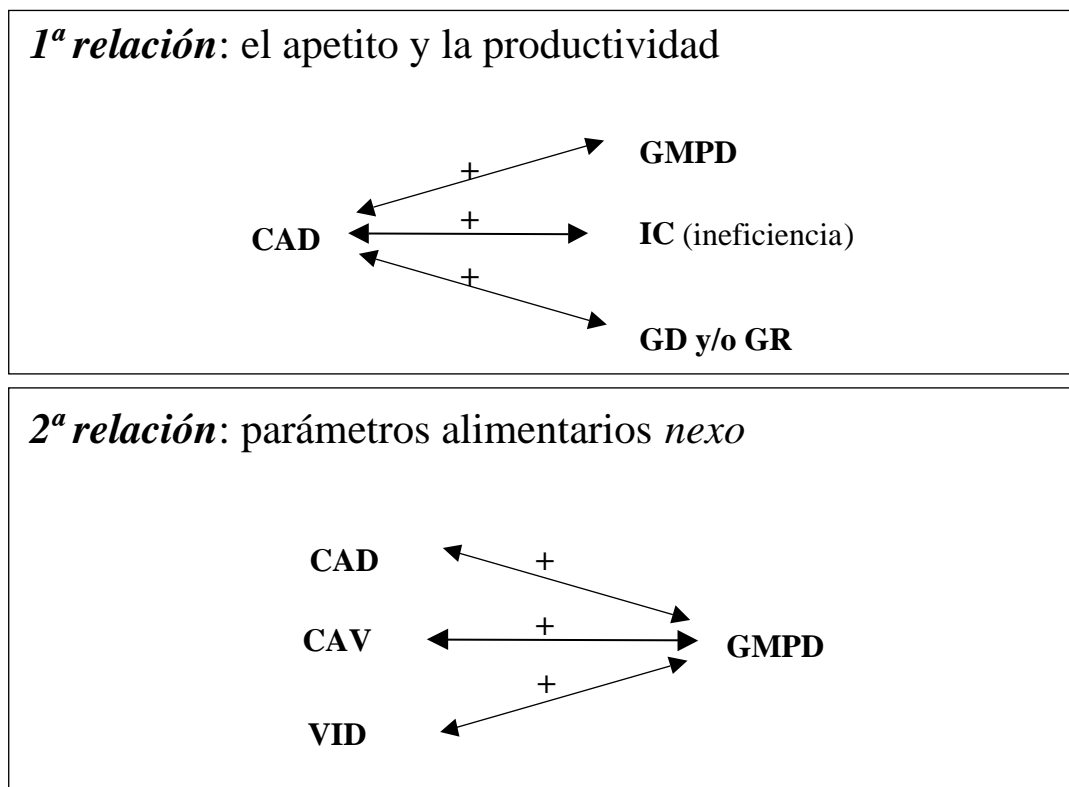 1ª relación: el apetito y la productividad
GMPD
+
+
CAD
IC (ineficiencia)
+
GD y/o GR
2ª relación: parámetros alimentarios nexo
CAD
+
CAV
+
GMPD
+
VID